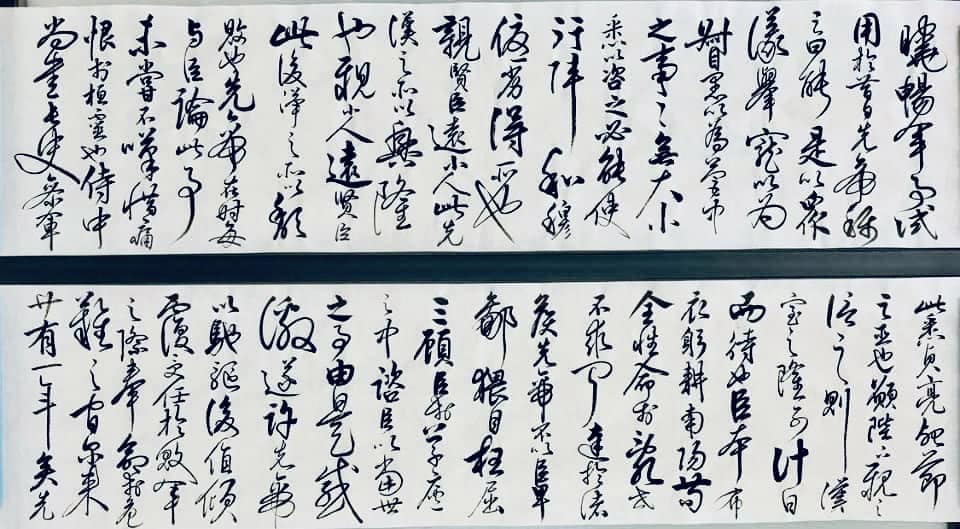 曉暢軍事試
用於昔日先帝稱
之曰能是以眾
議舉寵以為
督愚以為營中
之事事無大小
悉以咨之必能使
行陣和穆
優劣得所也
親賢臣遠小人此先
漢之所以興隆
也親小人遠賢臣
此後漢之所以頹
敗也先帝在時每
与臣論此事
未嘗不嘆惜痛
恨於桓靈也侍中
尚書長史參軍
此悉貞亮死節
之臣也願陛下親之
信之則漢
室之隆可計日
而待也臣本布
衣躬耕南陽苟
全性命於亂世
不求聞達於諸
侯先帝不以臣卑
鄙猥自枉屈
三顧臣於草廬
之中諮臣以當世
之事由是感
激遂許先帝
以馳驅後值傾
覆受任於敗軍
之際奉命於危
難之間爾來
廿有一年矣先